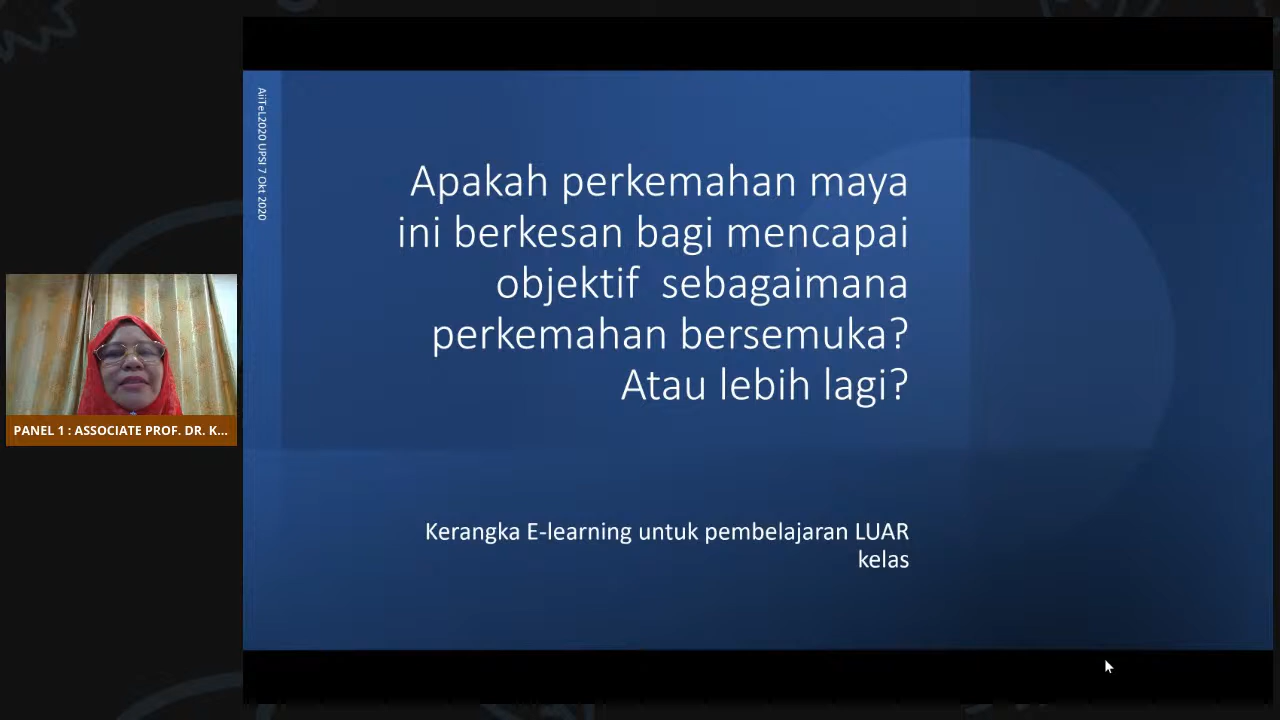 AiiTeL2020 UPSI 7 Okt 2020
Apakah perkemahan maya
ini berkesan bagi mencapai
objektif sebagaimana
perkemahan bersemuka?
Atau lebih lagi?
Kerangka E-learning untuk pembelajaran LUAR
kelas
PANEL 1 : ASSOCIATE PROF. DR. K...